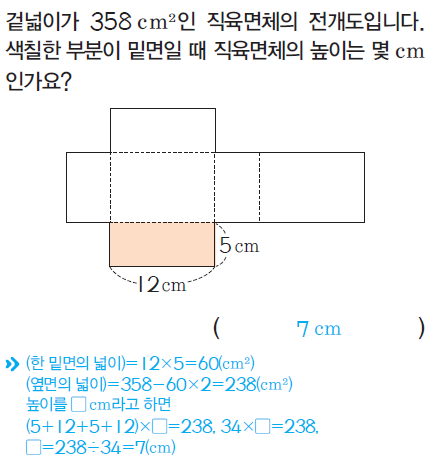 겉넓이가 358 cm²인 직육면체의 전개도입니다.
색칠한 부분이 밑면일 때 직육면체의 높이는 몇 cm
인가요?
5 cm
12 cm
( 7 cm )
≫ (한 밑면의 넓이)=12×5=60(cm²)
(옆면의 넓이)=358-60×2=238(cm²)
높이를 □ cm라고 하면
(5+12+5+12)×□=238, 34×□=238,
□=238÷34=7(cm)